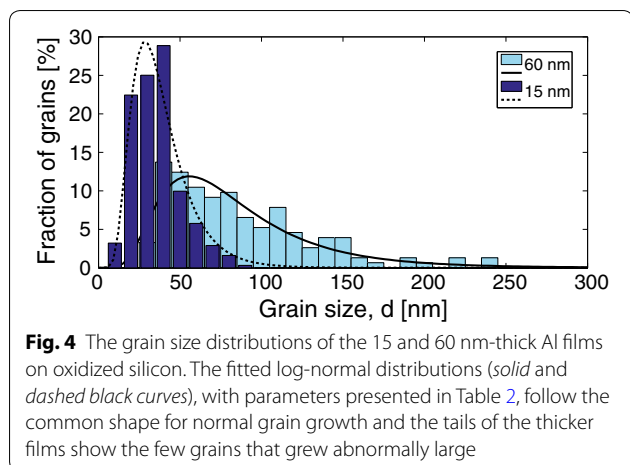 30
25
20
15
10
5
0
Fraction of grains [%]
60 nm
15 nm
0 50 100 150 200 250 300
Grain size, d [nm]
Fig. 4 The grain size distributions of the 15 and 60 nm-thick Al films
on oxidized silicon. The fitted log-normal distributions (solid and
dashed black curves), with parameters presented in Table 2, follow the
common shape for normal grain growth and the tails of the thicker
films show the few grains that grew abnormally large